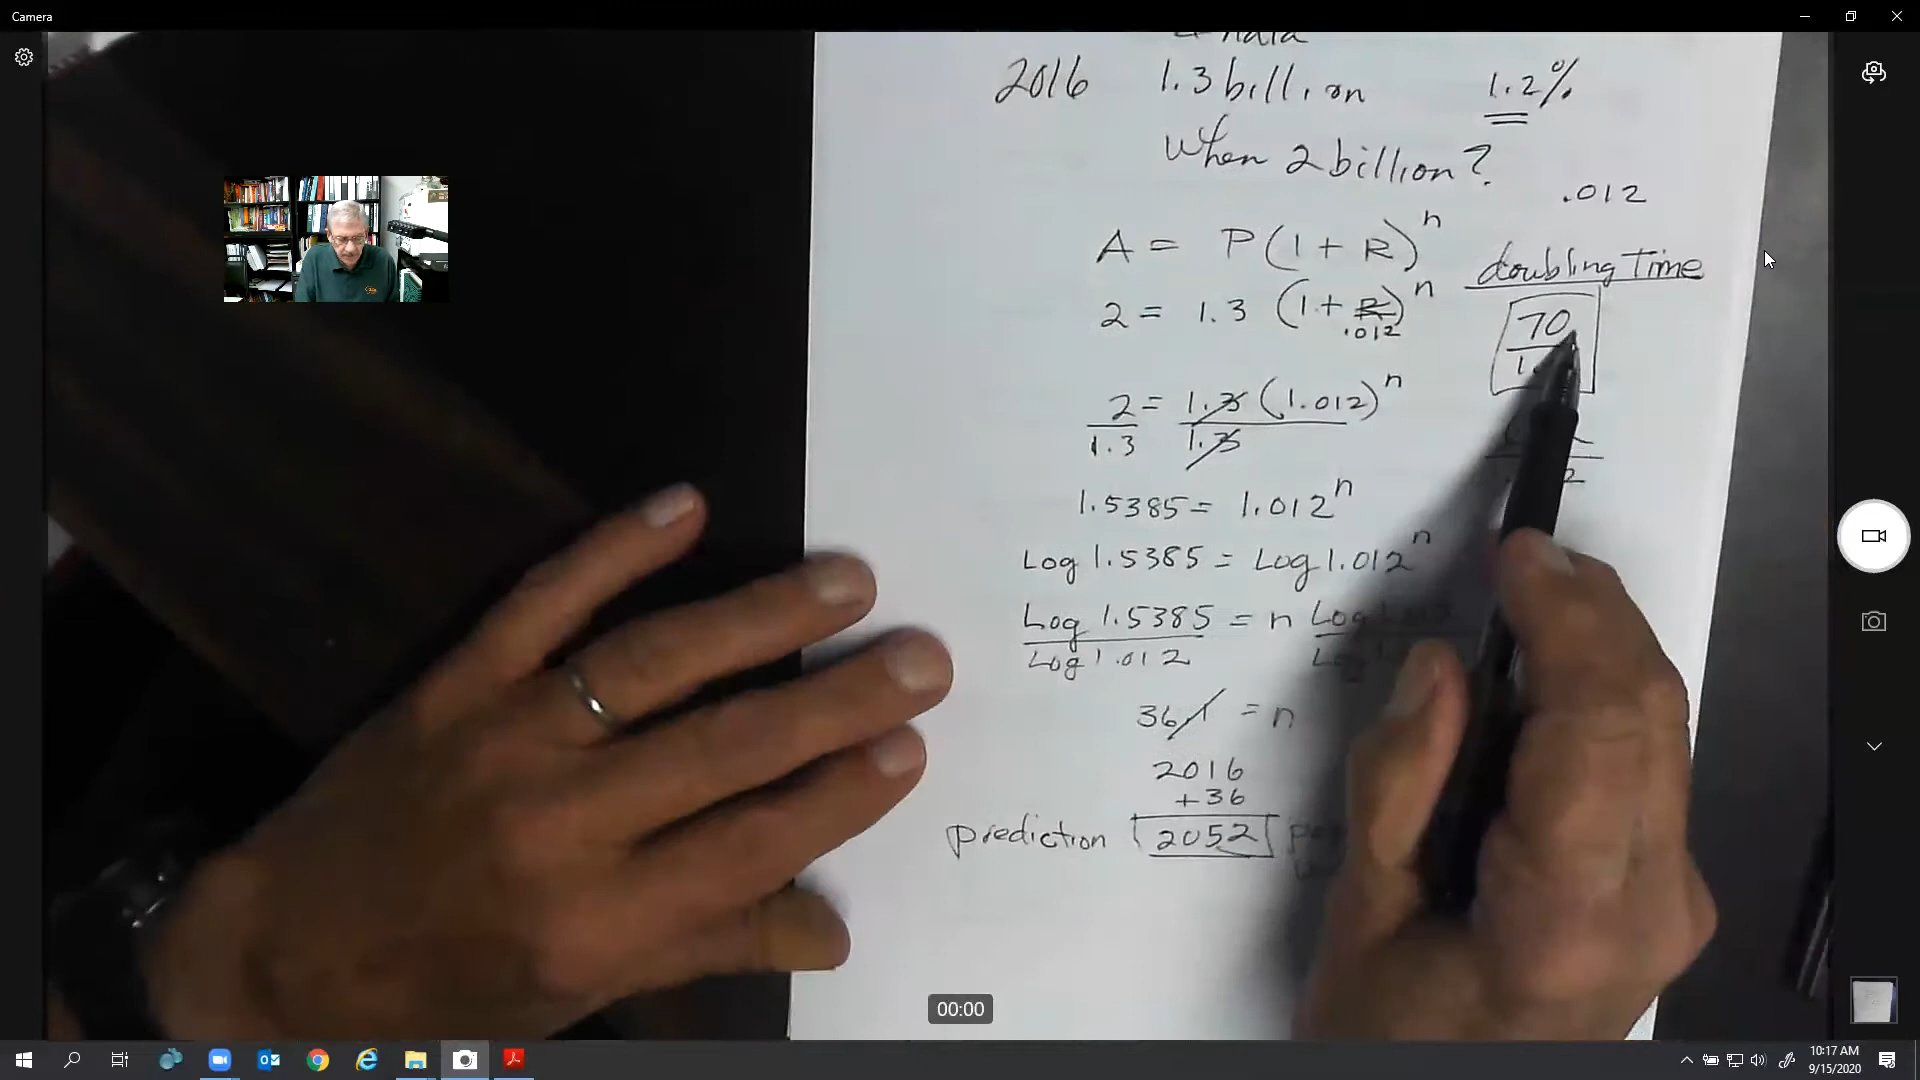 Camera
2016 1.3 billion 1.2%
When 2 billion?
.012
A = P(1 + R)^n
doubling Time
2 = 1.3 (1 + R)^n
.012
70
2 = 1.3 (1.012)^n
1.3 1.3
1.5385 = 1.012^n
Log 1.5385 = Log 1.012^n
Log 1.5385 = n
Log 1.012
36.1 = n
2016
+36
prediction 2052
00:00
10:17 AM
9/15/2020